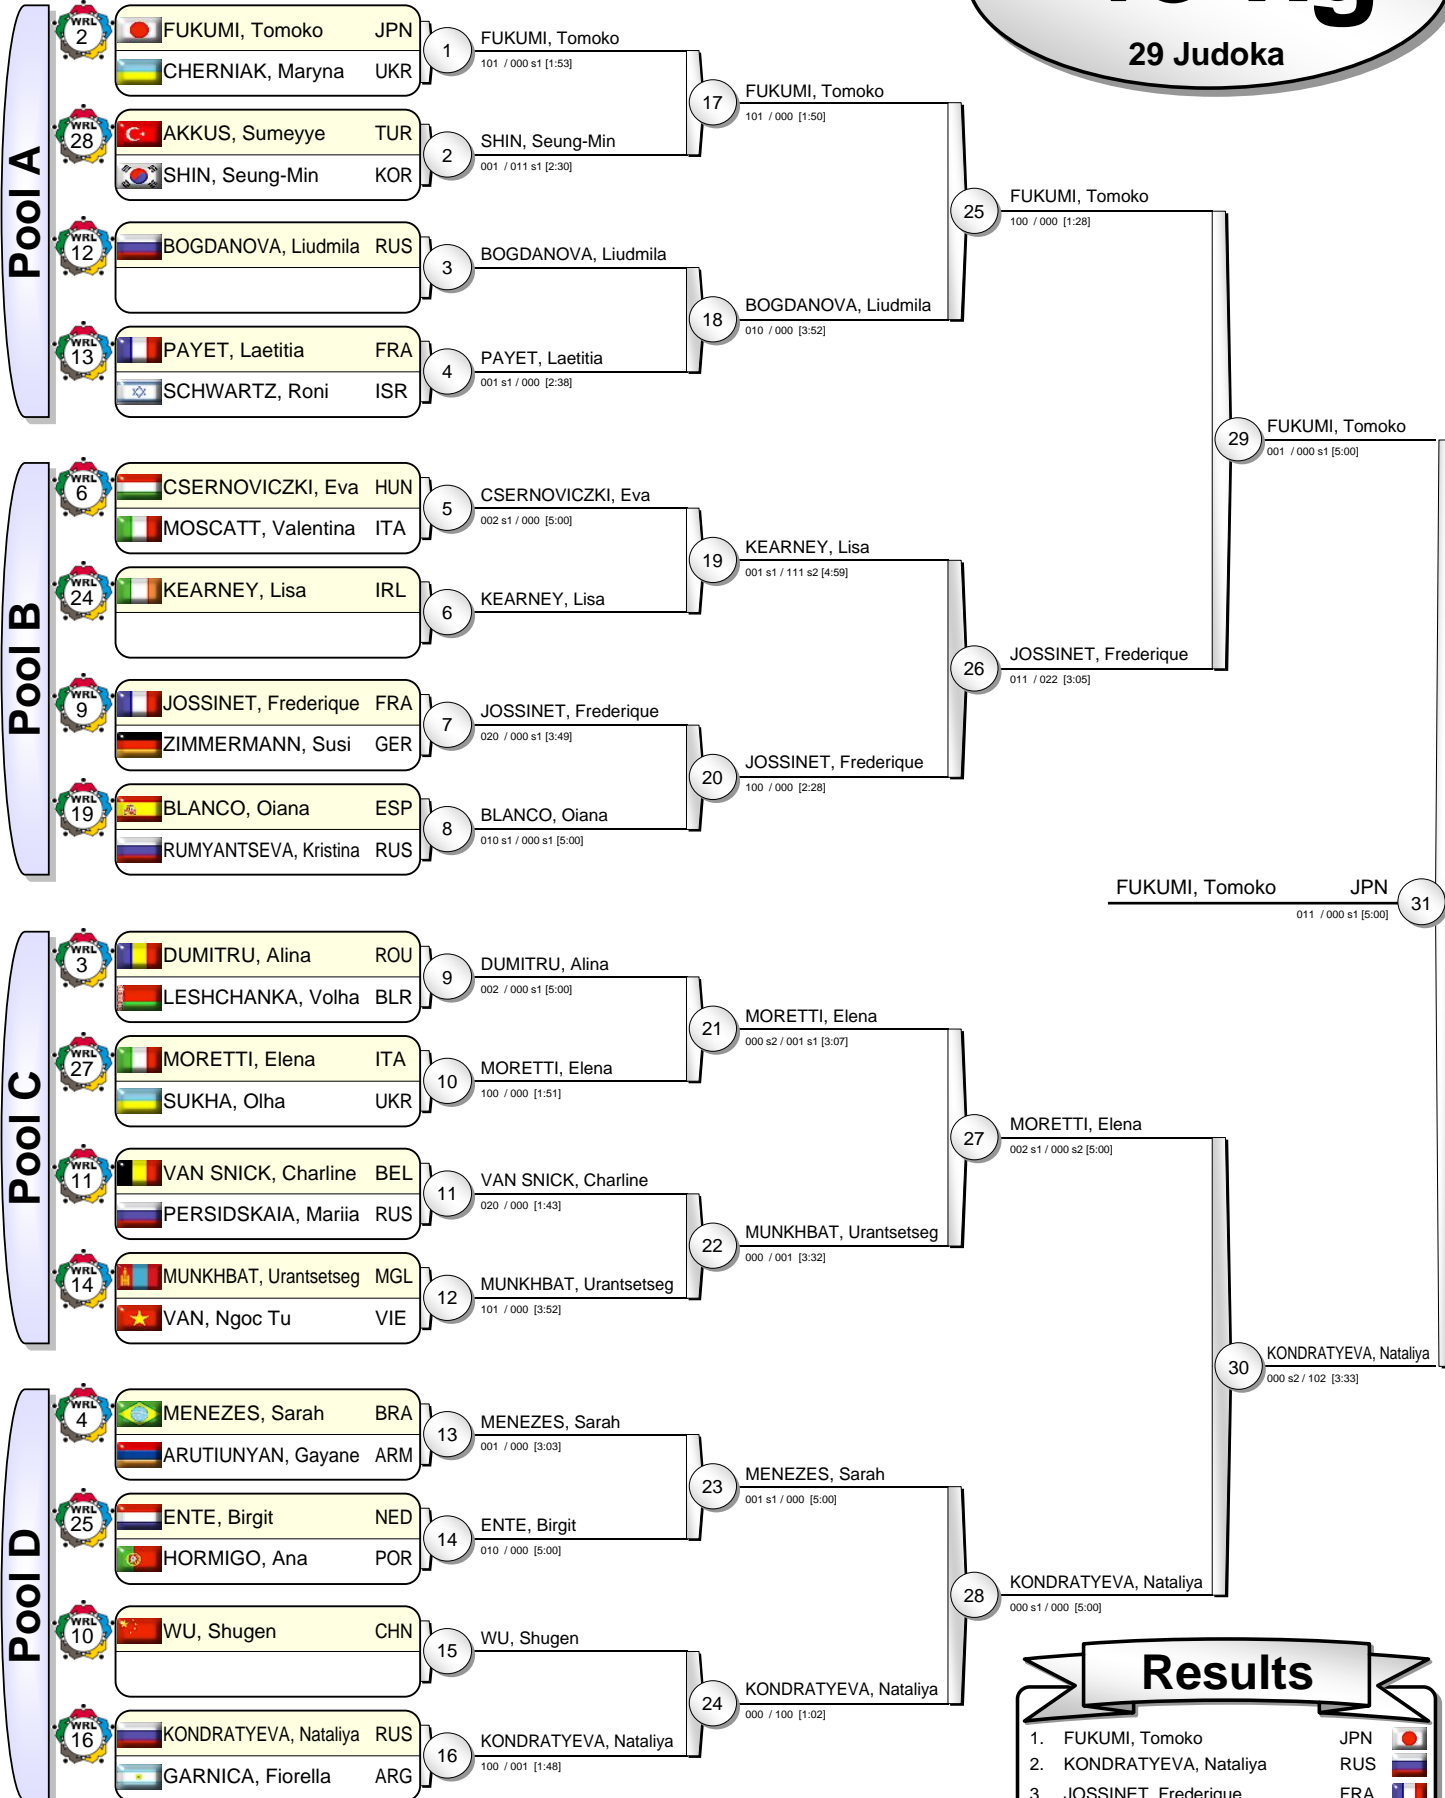 29 Judoka
Pool A
WRL 2
FUKUMI, Tomoko JPN
CHERNIAK, Maryna UKR
1
FUKUMI, Tomoko
101 / 000 s1 [1:53]
WRL 28
AKKUS, Sumeyye TUR
SHIN, Seung-Min KOR
2
SHIN, Seung-Min
001 / 011 s1 [2:30]
17
FUKUMI, Tomoko
101 / 000 [1:50]
WRL 12
BOGDANOVA, Liudmila RUS
3
BOGDANOVA, Liudmila
WRL 13
PAYET, Laetitia FRA
SCHWARTZ, Roni ISR
4
PAYET, Laetitia
001 s1 / 000 [2:38]
18
BOGDANOVA, Liudmila
010 / 000 [3:52]
25
FUKUMI, Tomoko
100 / 000 [1:28]
Pool B
WRL 6
CSERNOVICZKI, Eva HUN
MOSCATT, Valentina ITA
5
CSERNOVICZKI, Eva
002 s1 / 000 [5:00]
WRL 24
KEARNEY, Lisa IRL
6
KEARNEY, Lisa
19
KEARNEY, Lisa
001 s1 / 111 s2 [4:59]
WRL 9
JOSSINET, Frederique FRA
ZIMMERMANN, Susi GER
7
JOSSINET, Frederique
020 / 000 s1 [3:49]
WRL 19
BLANCO, Oiana ESP
RUMYANTSEVA, Kristina RUS
8
BLANCO, Oiana
010 s1 / 000 s1 [5:00]
20
JOSSINET, Frederique
100 / 000 [2:28]
26
JOSSINET, Frederique
011 / 022 [3:05]
29
FUKUMI, Tomoko
001 / 000 s1 [5:00]
FUKUMI, Tomoko JPN
011 / 000 s1 [5:00]
31
Pool C
WRL 3
DUMITRU, Alina ROU
LESHCHANKA, Volha BLR
9
DUMITRU, Alina
002 / 000 s1 [5:00]
WRL 27
MORETTI, Elena ITA
SUKHA, Olha UKR
10
MORETTI, Elena
100 / 000 [1:51]
21
MORETTI, Elena
000 s2 / 001 s1 [3:07]
WRL 11
VAN SNICK, Charline BEL
PERSIDSKAIA, Mariia RUS
11
VAN SNICK, Charline
020 / 000 [1:43]
WRL 14
MUNKHBAT, Urantsetseg MGL
VAN, Ngoc Tu VIE
12
MUNKHBAT, Urantsetseg
101 / 000 [3:52]
22
MUNKHBAT, Urantsetseg
000 / 001 [3:32]
27
MORETTI, Elena
002 s1 / 000 s2 [5:00]
Pool D
WRL 4
MENEZES, Sarah BRA
ARUTIUNYAN, Gayane ARM
13
MENEZES, Sarah
001 / 000 [3:03]
WRL 25
ENTE, Birgit NED
HORMIGO, Ana POR
14
ENTE, Birgit
010 / 000 [5:00]
23
MENEZES, Sarah
001 s1 / 000 [5:00]
WRL 10
WU, Shugen CHN
15
WU, Shugen
WRL 16
KONDRATYEVA, Nataliya RUS
GARNICA, Fiorella ARG
16
KONDRATYEVA, Nataliya
100 / 001 [1:48]
24
KONDRATYEVA, Nataliya
000 / 100 [1:02]
28
KONDRATYEVA, Nataliya
000 s1 / 000 [5:00]
30
KONDRATYEVA, Nataliya
000 s2 / 102 [3:33]
Results
1. FUKUMI, Tomoko JPN
2. KONDRATYEVA, Nataliya RUS
3. JOSSINET, Frederique FRA